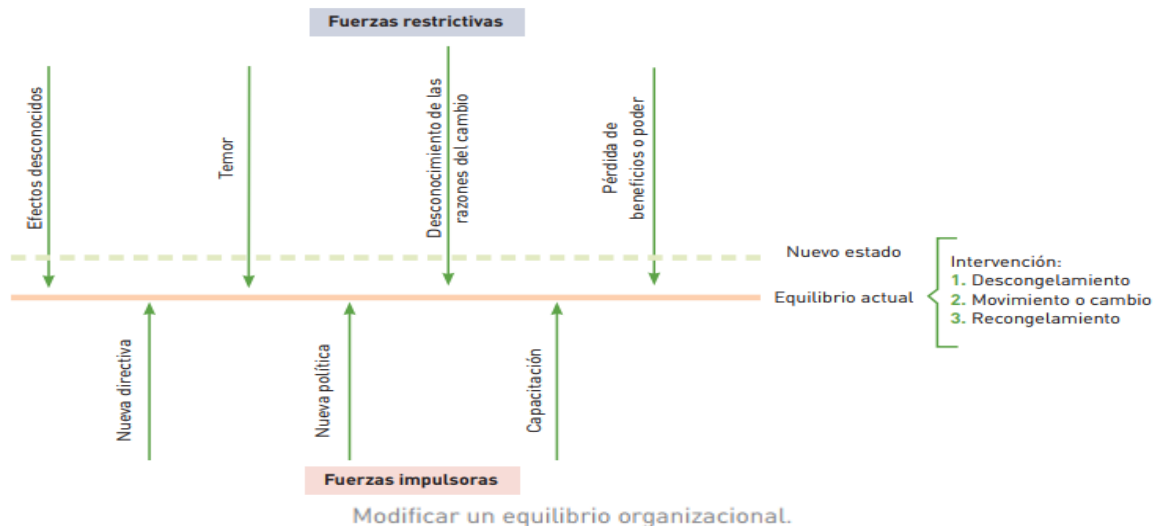 Fuerzas restrictivas
Efectos desconocidos
Temor
Desconocimiento de las
razones del cambio
Pérdida de
beneficios o poder
Nuevo estado
Equilibrio actual
Intervención:
1. Descongelamiento
2. Movimiento o cambio
3. Recongelamiento
Nueva directiva
Nueva política
Capacitación
Fuerzas impulsoras
Modificar un equilibrio organizacional.